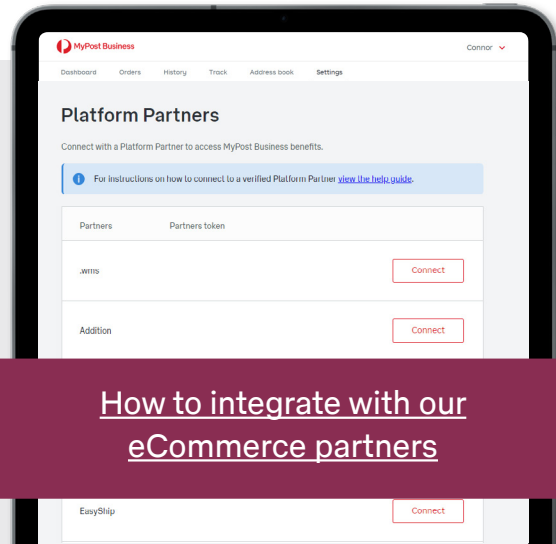 MyPost Business
Connor
Dashboard Orders History Track Address book Settings
Platform Partners
Connect with a Platform Partner to access MyPost Business benefits.
For instructions on how to connect to a verified Platform Partner view the help guide.
Partners Partners token
.wms Connect
Addition Connect
How to integrate with our
eCommerce partners
EasyShip Connect